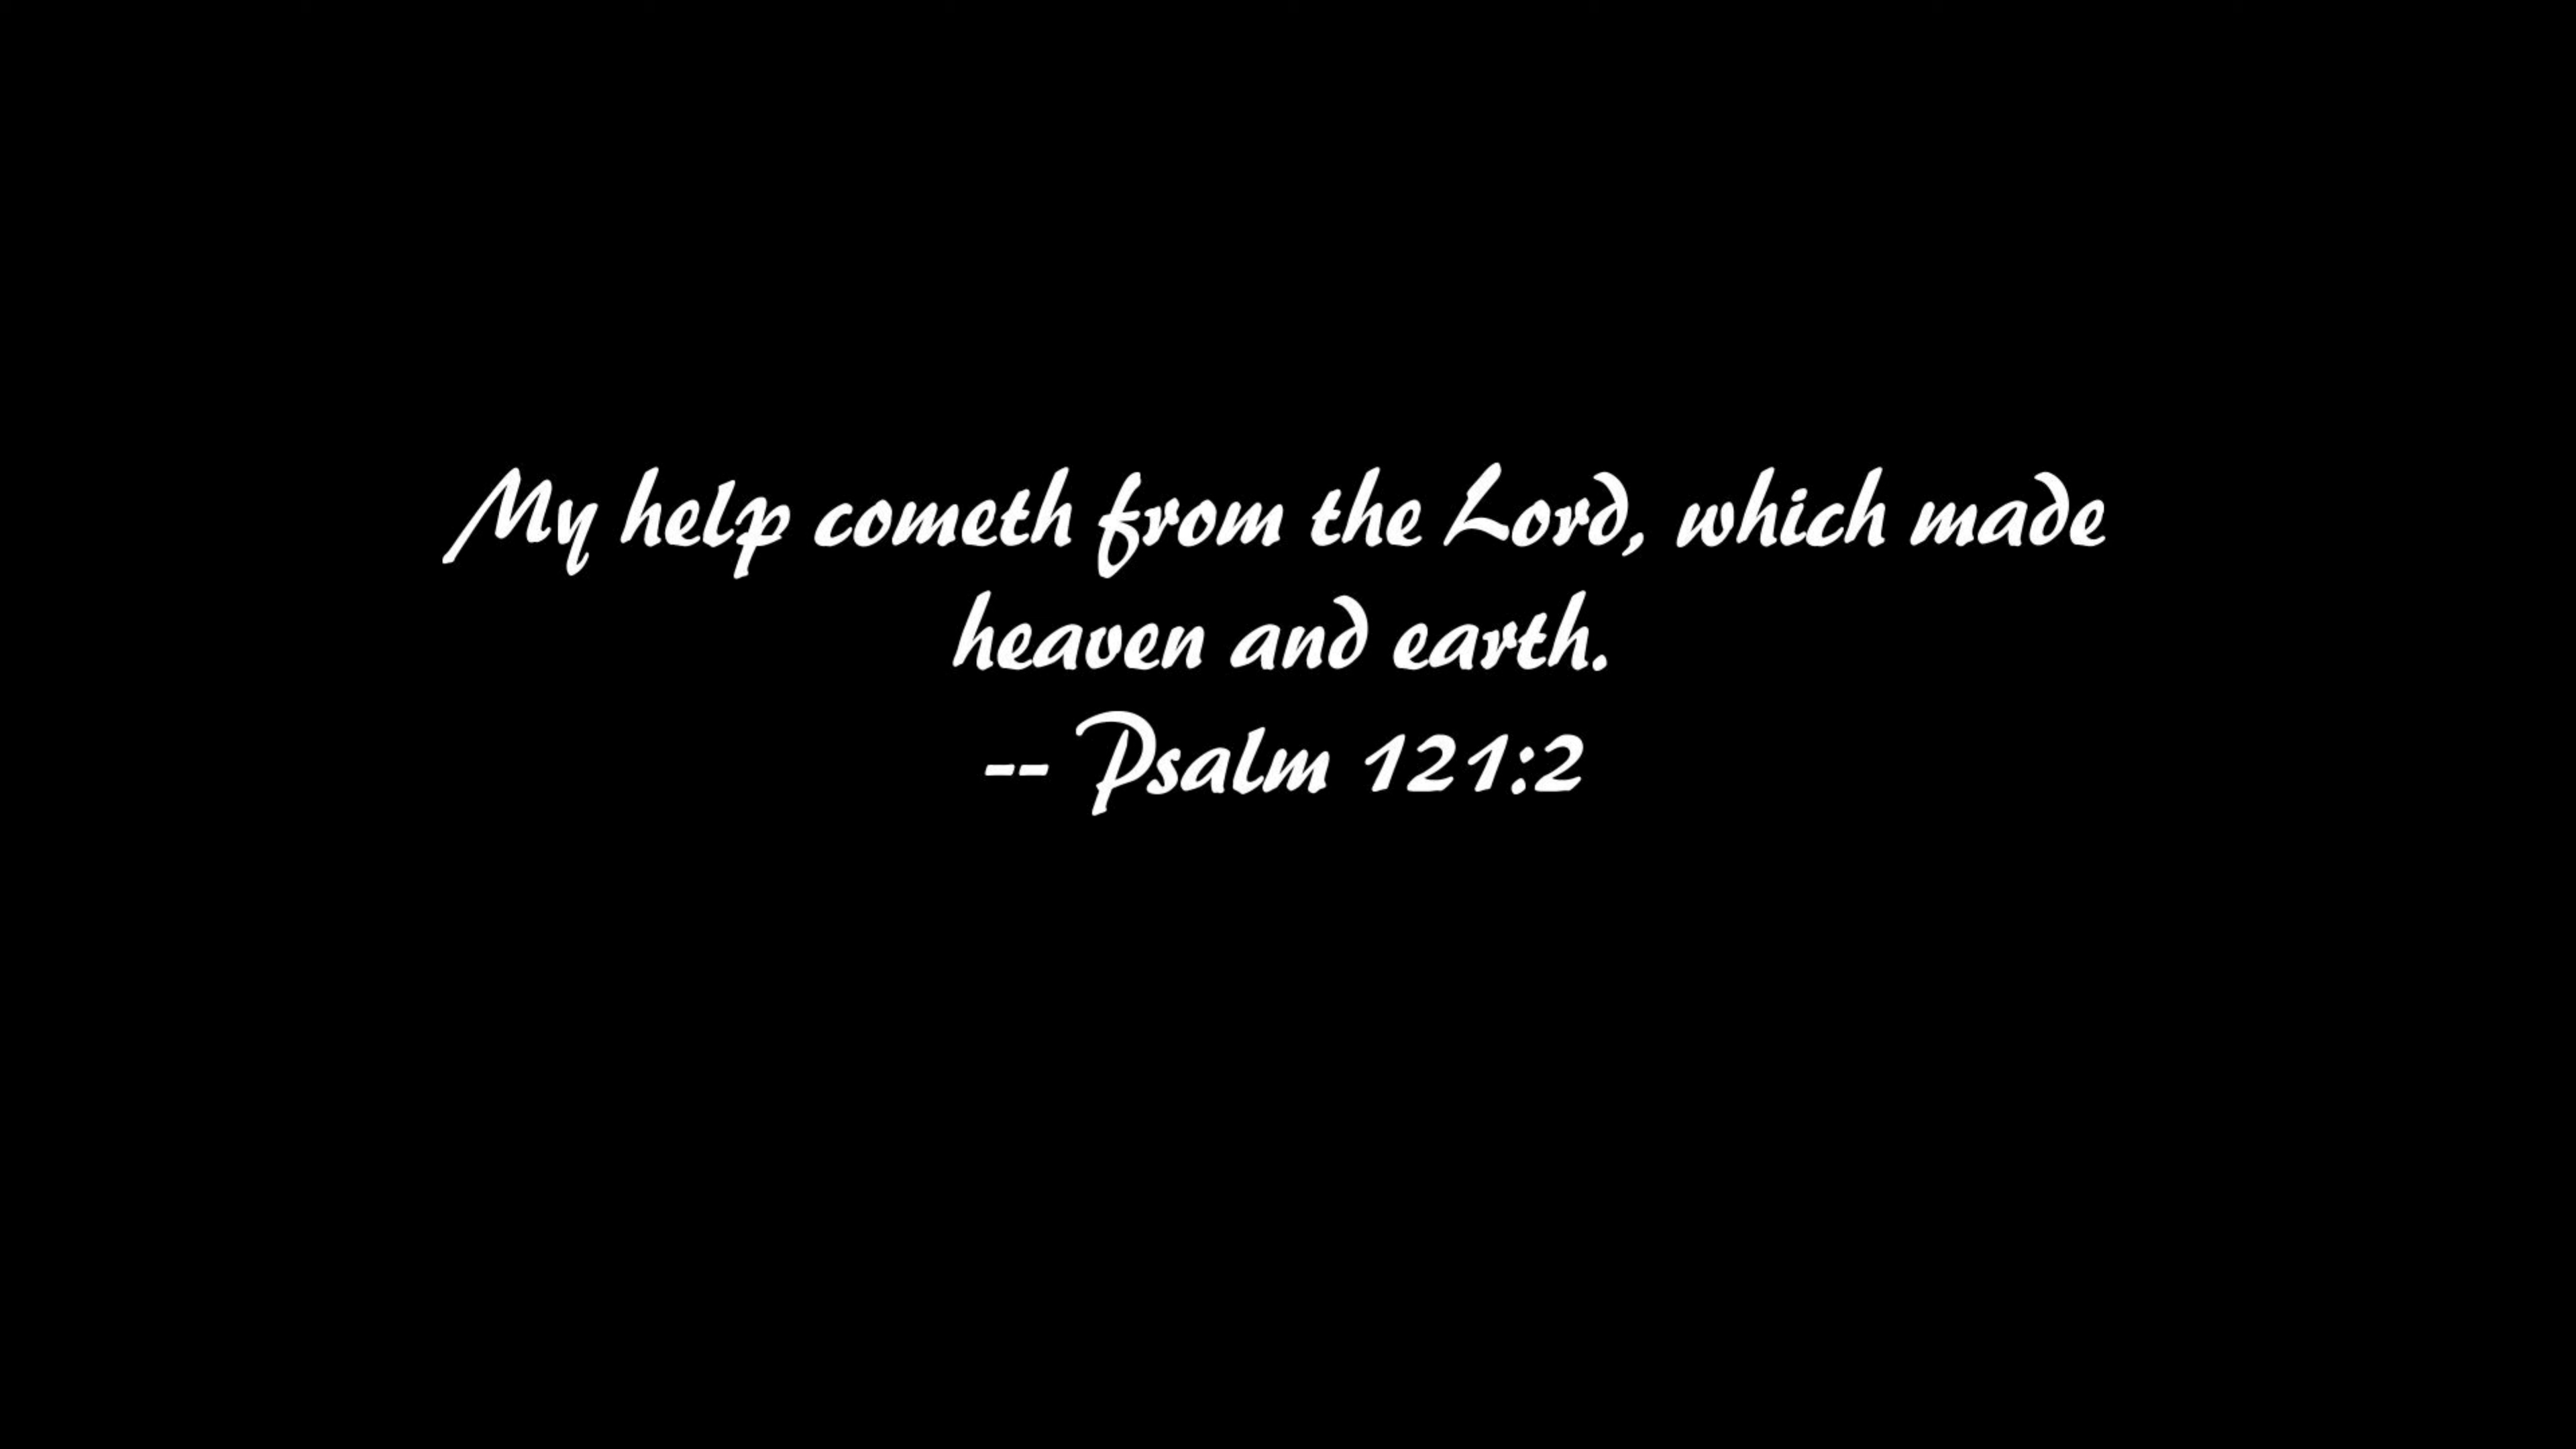 My help cometh from the Lord, which made
heaven and earth.
-- Psalm 121:2